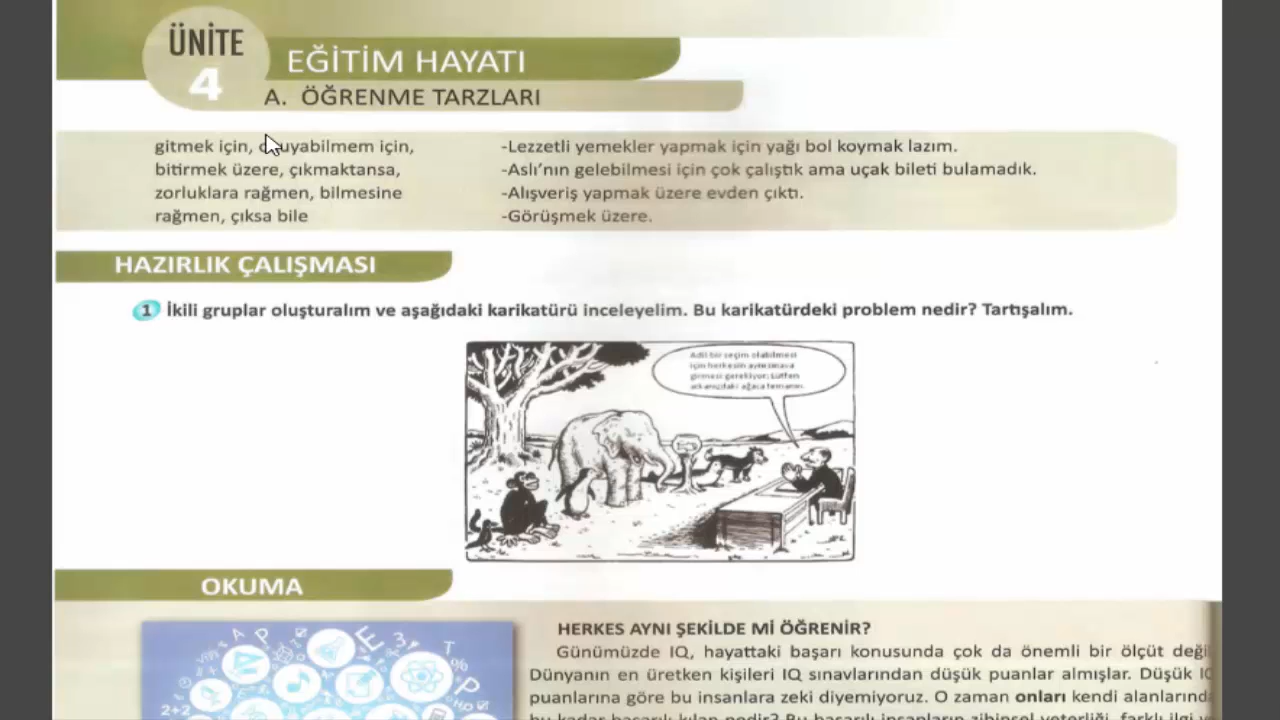 ÜNİTE
4
EĞİTİM HAYATI
A. ÖĞRENME TARZLARI
gitmek için, için,
bitirmek üzere, çıkmaktansa,
zorluklara rağmen, bilmesine
rağmen, çıksa bile
-Lezzetli yemekler yapmak için yağı bol koymak lazım.
-Aslı’nın gelebilmesi için çok çalıştık ama uçak bileti bulamadık.
-Alışveriş yapmak üzere evden çıktı.
-Görüşmek üzere.
HAZIRLIK ÇALIŞMASI
1 İkili gruplar oluşturalım ve aşağıdaki karikatürü inceleyelim. Bu karikatürdeki problem nedir? Tartışalım.
Adil bir seçim olabilmesi
için herkesin aynı sınava
girmesi gerekiyor: Lütfen
arkanızdaki ağaca tırmanın.
OKUMA
HERKES AYNI ŞEKİLDE Mİ ÖĞRENİR?
Günümüzde IQ, hayattaki başarı konusunda çok da önemli bir ölçüt
Dünyanın en üretken kişileri IQ sınavlarından düşük puanlar almışlar. Düşük
puanlarına göre bu insanlara zeki diyemiyoruz. O zaman onları kendi